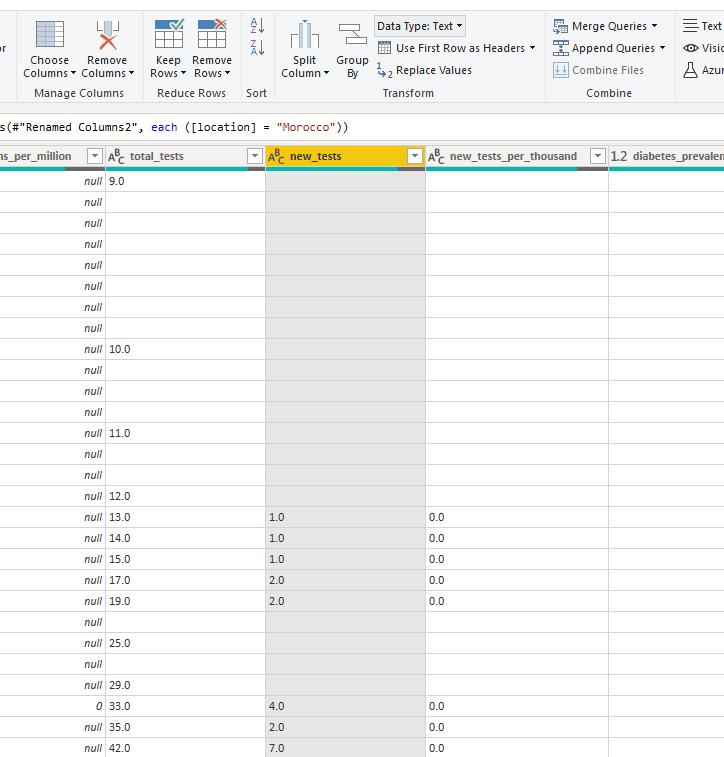 or
Choose
Columns
Remove
Columns
Manage Columns
Keep
Rows
Remove
Rows
Reduce Rows
A
Z
Z
A
Sort
Split
Column
Group
By
Data Type: Text
Use First Row as Headers
1
2
Replace Values
Transform
Merge Queries
Append Queries
Combine Files
Combine
Text
Visio
Azur
s(#"Renamed Columns2", each ([location] = "Morocco"))
ns_per_million
ABC total_tests
ABC new_tests
ABC new_tests_per_thousand
1.2 diabetes_prevalen
null 9.0
null
null
null
null
null
null
null
null 10.0
null
null
null
null 11.0
null
null
null 12.0
null 13.0 1.0 0.0
null 14.0 1.0 0.0
null 15.0 1.0 0.0
null 17.0 2.0 0.0
null 19.0 2.0 0.0
null
null 25.0
null
null 29.0
0 33.0 4.0 0.0
null 35.0 2.0 0.0
null 42.0 7.0 0.0